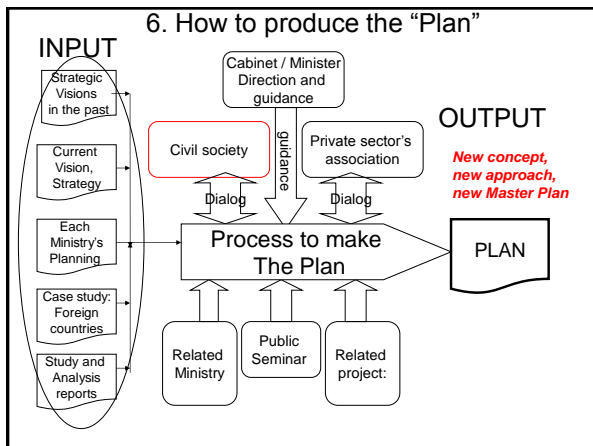 6. How to produce the “Plan”
INPUT
Strategic
Visions
in the past
Current
Vision,
Strategy
Each
Ministry’s
Planning
Case study:
Foreign
countries
Study and
Analysis
reports
Cabinet / Minister
Direction and
guidance
guidance
Civil society
Dialog
Private sector’s
association
Dialog
Process to make
The Plan
Related
Ministry
Public
Seminar
Related
project:
OUTPUT
New concept,
new approach,
new Master Plan
PLAN